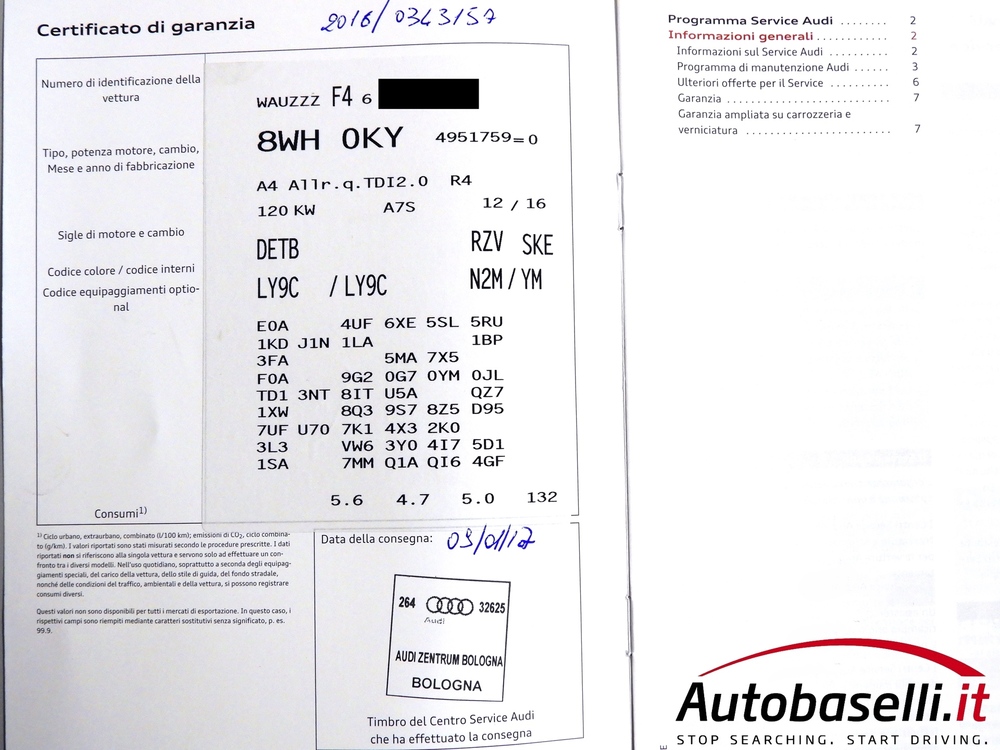 Certificato di garanzia
2016/0343157
Numero di identificazione della
vettura
WAUZZZ F4 6
8WH 0KY 4951759=0
Tipo, potenza motore, cambio,
Mese e anno di fabbricazione
A4 Allr.q.TDI2.0 R4
120 KW A7S 12 / 16
Sigle di motore e cambio
DETB RZV SKE
Codice colore / codice interni
LY9C / LY9C N2M / YM
Codice equipaggiamenti optio-
nal
E0A 4UF 6XE 5SL 5RU
1KD J1N 1LA 1BP
3FA 5MA 7X5
F0A 9G2 0G7 0YM 0JL
TD1 3NT 8IT U5A QZ7
1XW 8Q3 9S7 8Z5 D95
7UF U70 7K1 4X3 2K0
3L3 VW6 3Y0 4I7 5D1
1SA 7MM Q1A QI6 4GF
Consumi1)
5.6 4.7 5.0 132
1) Ciclo urbano, extraurbano, combinato (l/100 km); emissioni di CO2, ciclo combina-
to (g/km). I valori riportati sono stati misurati secondo le procedure prescritte. I dati
riportati non si riferiscono alla singola vettura e servono solo ad effettuare un con-
fronto tra i diversi modelli. Nell'uso quotidiano, soprattutto a seconda degli equipag-
giamenti speciali, del carico della vettura, dello stile di guida, del fondo stradale,
nonché delle condizioni del traffico, ambientali e della vettura, si possono registrare
consumi diversi.
Questi valori non sono disponibili per tutti i mercati di esportazione. In questo caso, i
rispettivi campi sono riempiti mediante caratteri sostitutivi senza significato, p. es.
99.9.
Data della consegna: 09/01/17
264 32625
Audi
AUDI ZENTRUM BOLOGNA
BOLOGNA
Timbro del Centro Service Audi
che ha effettuato la consegna
Programma Service Audi ........ 2
Informazioni generali ............ 2
Informazioni sul Service Audi .......... 2
Programma di manutenzione Audi ...... 3
Ulteriori offerte per il Service .......... 6
Garanzia ............................ 7
Garanzia ampliata su carrozzeria e
verniciatura ......................... 7
Autobaselli.it
STOP SEARCHING. START DRIVING.